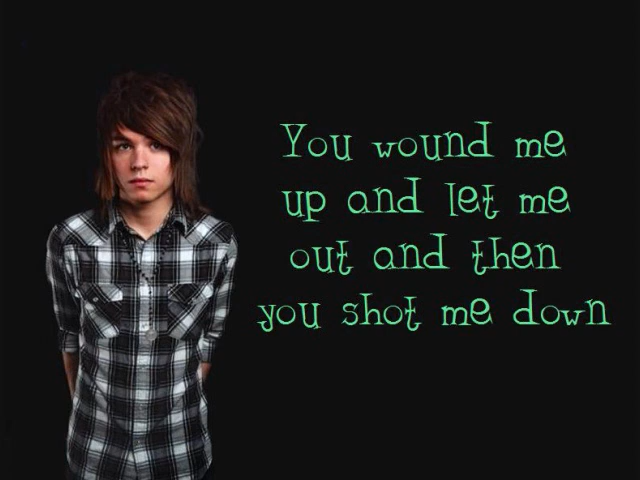 You wound me
up and let me
out and then
you shot me down